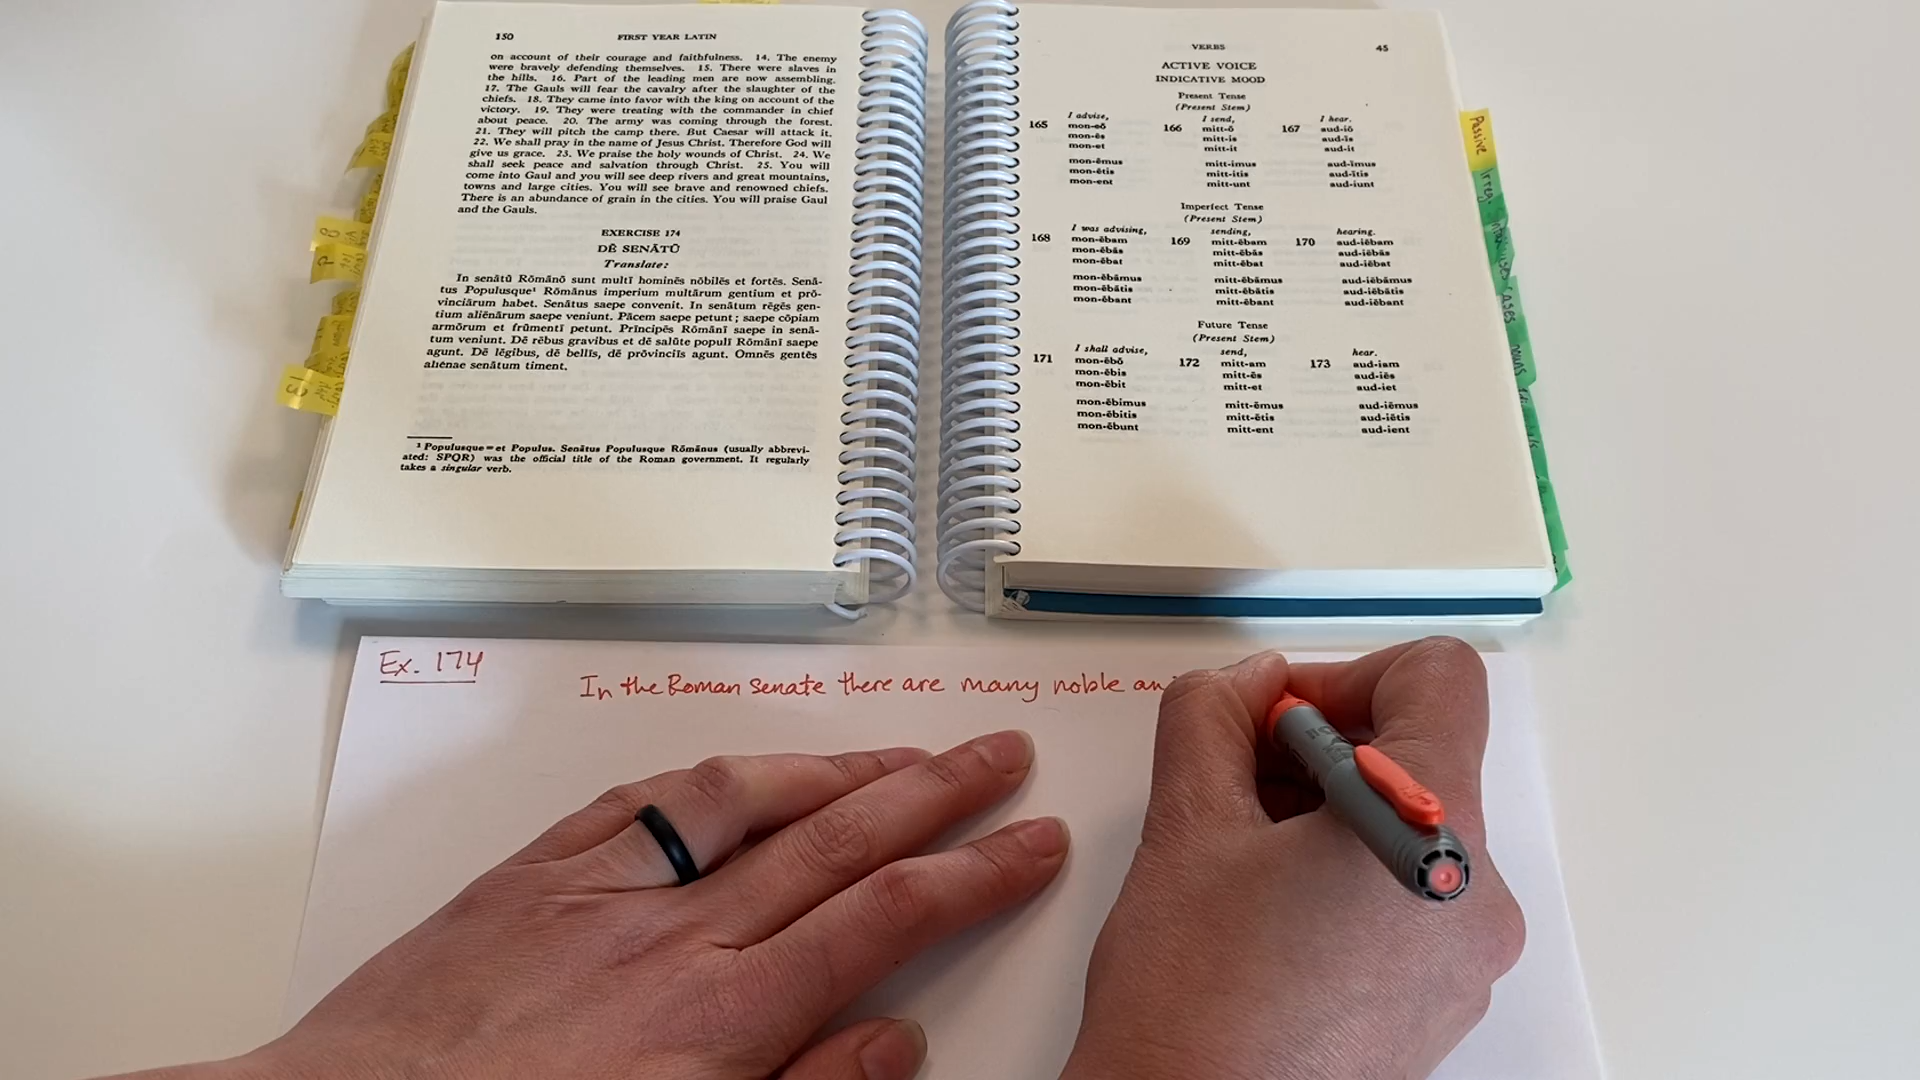 150 FIRST YEAR LATIN
on account of their courage and faithfulness. 14. The enemy
were bravely defending themselves. 15. There were slaves in
the hills. 16. Part of the leading men are now assembling.
17. The Gauls will fear the cavalry after the slaughter of the
chiefs. 18. They came into favor with the king on account of the
victory. 19. They were treating with the commander in chief
about peace. 20. The army was coming through the forest.
21. They will pitch the camp there. But Caesar will attack it.
22. We shall pray in the name of Jesus Christ. Therefore God will
give us grace. 23. We praise the holy wounds of Christ. 24. We
shall seek peace and salvation through Christ. 25. You will
come into Gaul and you will see deep rivers and great mountains,
towns and large cities. You will see brave and renowned chiefs.
There is an abundance of grain in the cities. You will praise Gaul
and the Gauls.
EXERCISE 174
DĒ SENĀTŪ
Translate:
In senātū Rōmānō sunt multī hominēs nōbilēs et fortēs. Senā-
tus Populusque¹ Rōmānus imperium multārum gentium et prō-
vinciārum habet. Senātus saepe convenit. In senātum rēgēs gen-
tium aliēnārum saepe veniunt. Pācem saepe petunt; saepe cōpiam
armōrum et frūmentī petunt. Prīncipēs Rōmānī saepe in senā-
tum veniunt. Dē rēbus gravibus et dē salūte populī Rōmānī saepe
agunt. Dē lēgibus, dē bellīs, dē prōvinciīs agunt. Omnēs gentēs
aliēnae senātum timent.
¹ Populusque=et Populus. Senātus Populusque Rōmānus (usually abbrevi-
ated: SPQR) was the official title of the Roman government. It regularly
takes a singular verb.
VERBS 45
ACTIVE VOICE
INDICATIVE MOOD
Present Tense
(Present Stem)
I advise, I send, I hear.
165 mon-eō 166 mitt-ō 167 aud-iō
mon-ēs mitt-is aud-īs
mon-et mitt-it aud-it
mon-ēmus mitt-imus aud-īmus
mon-ētis mitt-itis aud-ītis
mon-ent mitt-unt aud-iunt
Imperfect Tense
(Present Stem)
I was advising, sending, hearing.
168 mon-ēbam 169 mitt-ēbam 170 aud-iēbam
mon-ēbās mitt-ēbās aud-iēbās
mon-ēbat mitt-ēbat aud-iēbat
mon-ēbāmus mitt-ēbāmus aud-iēbāmus
mon-ēbātis mitt-ēbātis aud-iēbātis
mon-ēbant mitt-ēbant aud-iēbant
Future Tense
(Present Stem)
I shall advise, send, hear.
171 mon-ēbō 172 mitt-am 173 aud-iam
mon-ēbis mitt-ēs aud-iēs
mon-ēbit mitt-et aud-iet
mon-ēbimus mitt-ēmus aud-iēmus
mon-ēbitis mitt-ētis aud-iētis
mon-ēbunt mitt-ent aud-ient
Passive
Ex. 174
In the Roman Senate there are many noble an